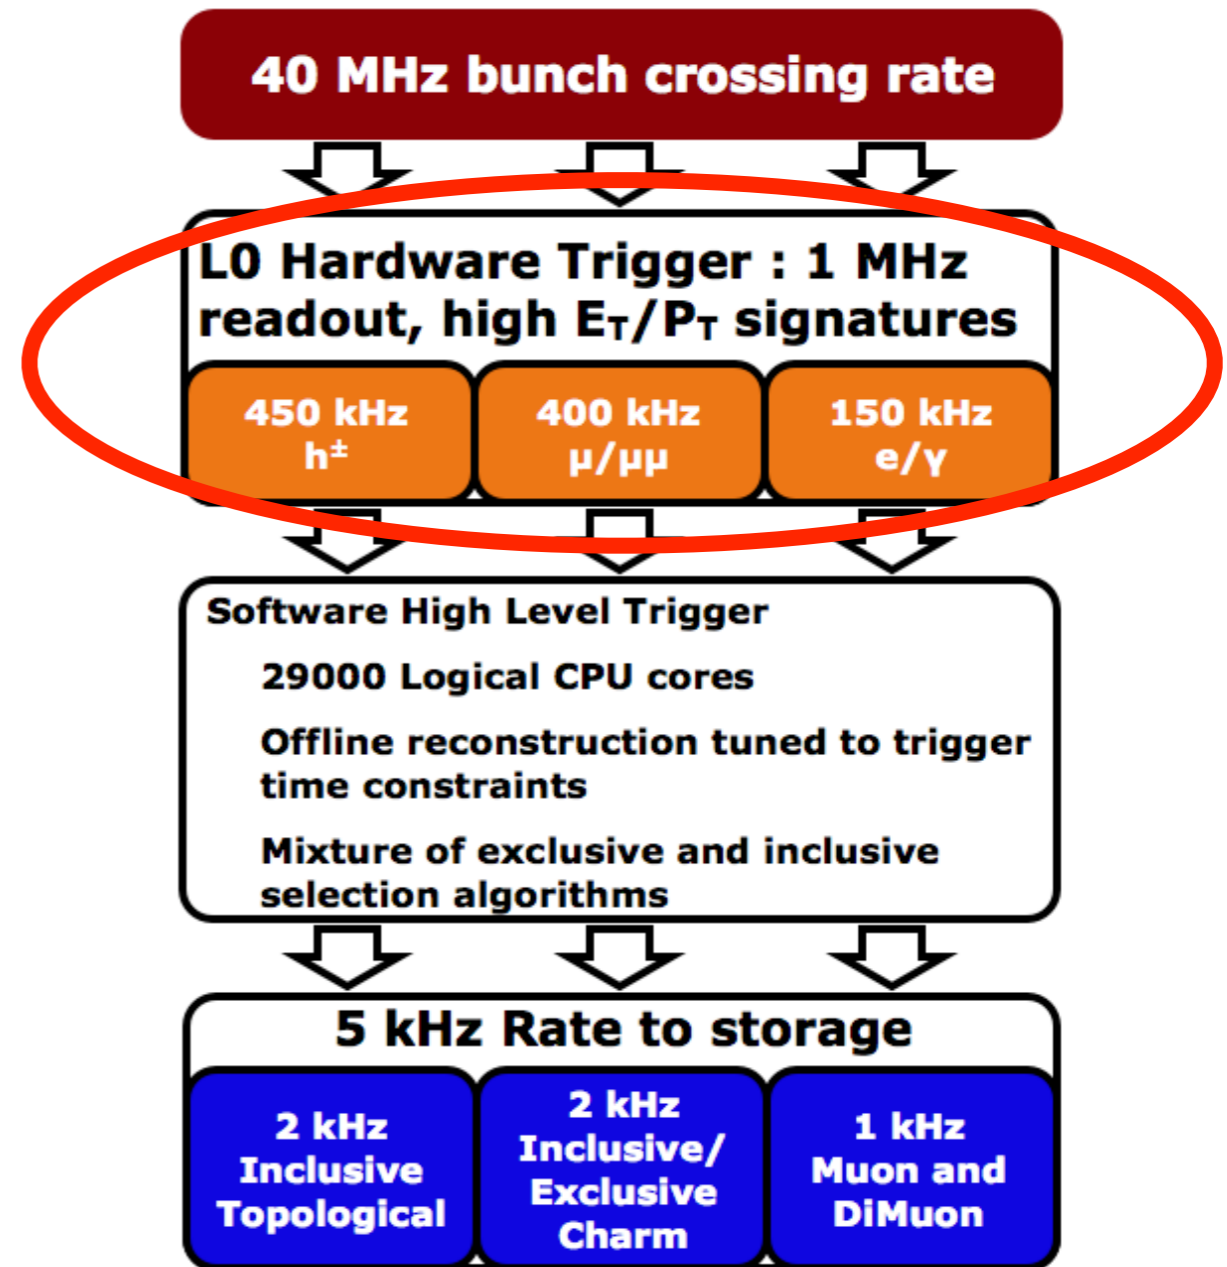 40 MHz bunch crossing rate
L0 Hardware Trigger : 1 MHz
readout, high E_T/P_T signatures
450 kHz
h±
400 kHz
μ/μμ
150 kHz
e/γ
Software High Level Trigger
29000 Logical CPU cores
Offline reconstruction tuned to trigger
time constraints
Mixture of exclusive and inclusive
selection algorithms
5 kHz Rate to storage
2 kHz
Inclusive
Topological
2 kHz
Inclusive/
Exclusive
Charm
1 kHz
Muon and
DiMuon